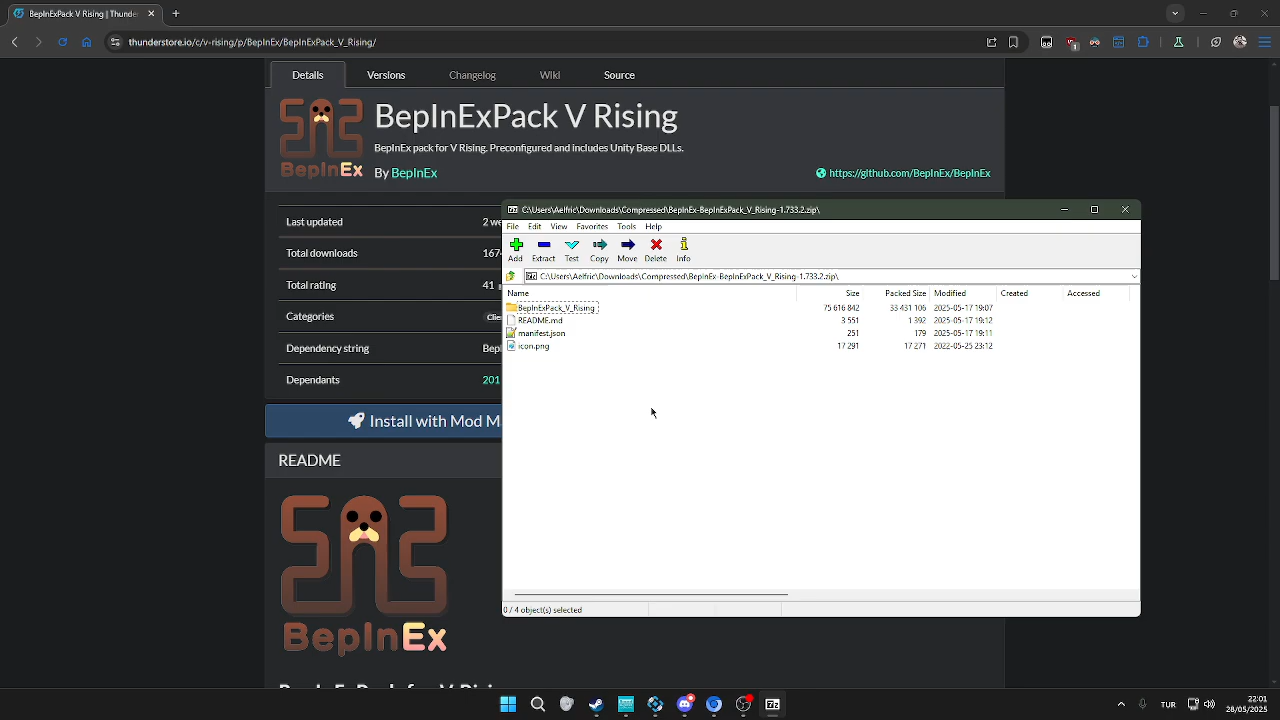 BepInExPack V Rising | Thunder
thunderstore.io/c/v-rising/p/BepInEx/BepInExPack_V_Rising/
Details Versions Changelog Wiki Source
BepInExPack V Rising
BepInEx pack for V Rising. Preconfigured and includes Unity Base DLLs.
BepInEx
By BepInEx
https://github.com/BepInEx/BepInEx
Last updated 2 we
Total downloads 167
Total rating 41
Categories Clie
Dependency string BepI
Dependants 201
Install with Mod M
README
BepInEx
C:\Users\Aelfric\Downloads\Compressed\BepInEx-BepInExPack_V_Rising-1.733.2.zip\
File Edit View Favorites Tools Help
Add Extract Test Copy Move Delete Info
C:\Users\Aelfric\Downloads\Compressed\BepInEx-BepInExPack_V_Rising-1.733.2.zip\
Name Size Packed Size Modified Created Accessed
BepInExPack_V_Rising 75 616 842 33 431 106 2025-05-17 19:07
README.md 3 551 1 392 2025-05-17 19:12
manifest.json 251 179 2025-05-17 19:11
icon.png 17 291 17 271 2022-05-25 23:12
0 / 4 object(s) selected
TUR
22:01
28/05/2025